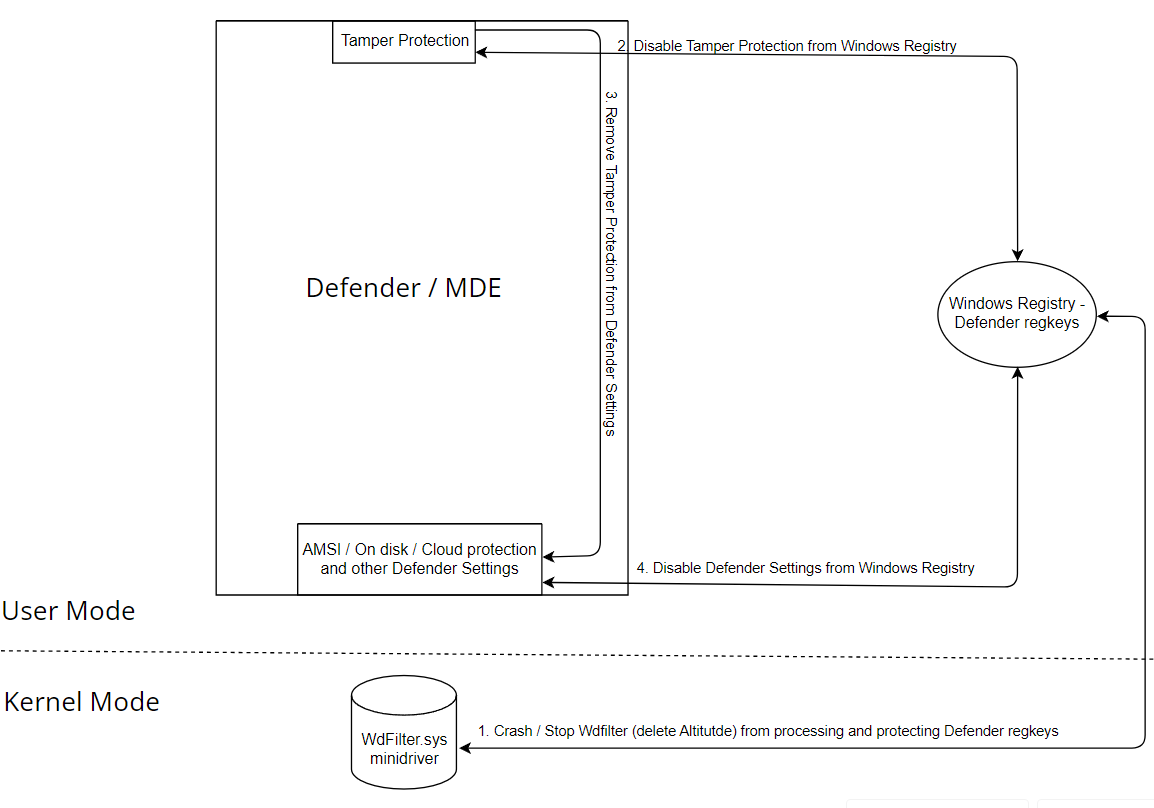 Tamper Protection
2. Disable Tamper Protection from Windows Registry
3. Remove Tamper Protection from Defender Settings
Defender / MDE
Windows Registry -
Defender regkeys
AMSI / On disk / Cloud protection
and other Defender Settings
4. Disable Defender Settings from Windows Registry
User Mode
Kernel Mode
1. Crash / Stop Wdfilter (delete Altitutde) from processing and protecting Defender regkeys
WdFilter.sys
minidriver